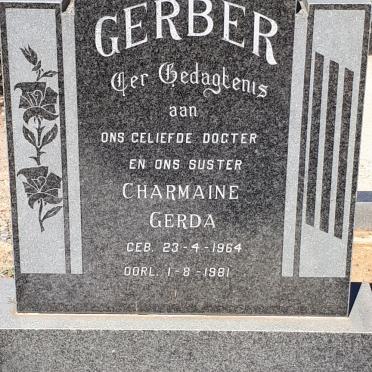 GERBER
Ter Gedagtenis
aan
ONS GELIEFDE DOGTER
EN ONS SUSTER
CHARMAINE
GERDA
GEB. 23-4-1964
OORL. 1-8-1981